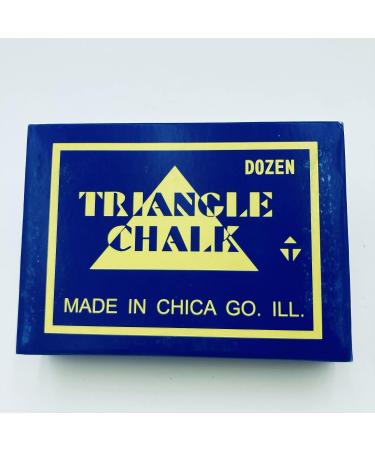 DOZEN
TRIANGLE
CHALK
MADE IN CHICA GO. ILL.